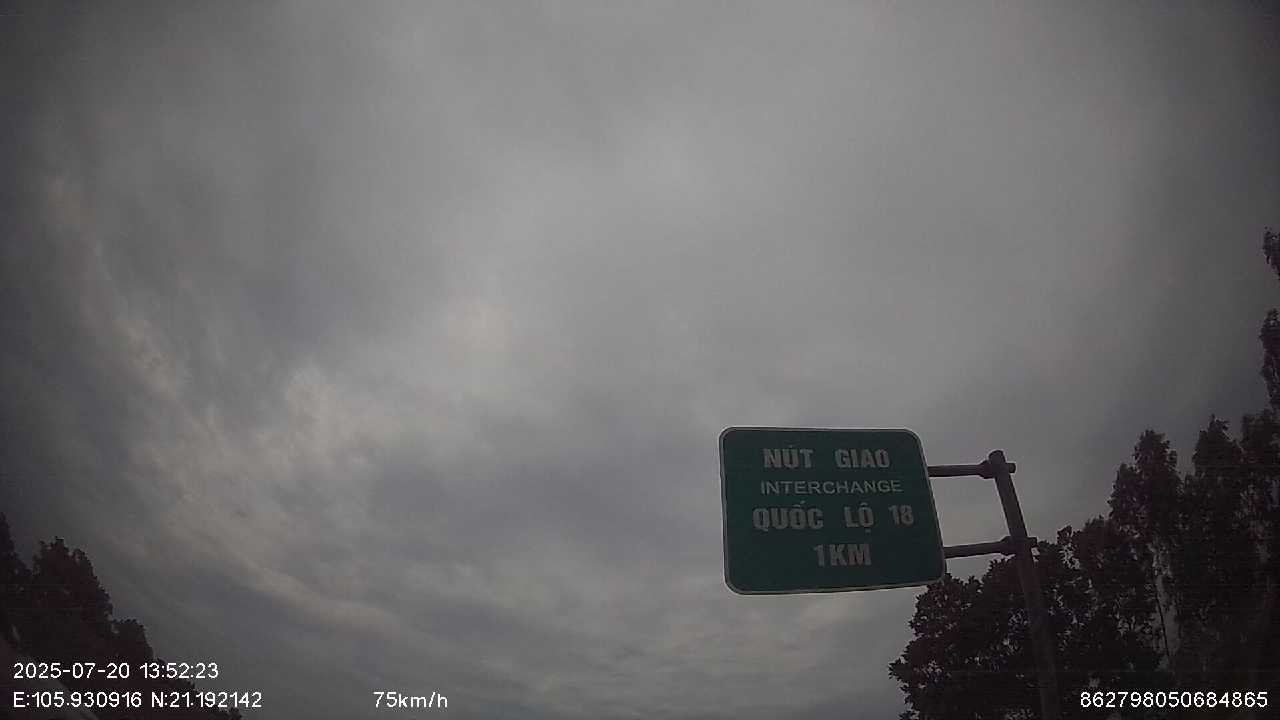 NÚT GIAO
INTERCHANGE
QUỐC LỘ 18
1KM
2025-07-20 13:52:23
E:105.930916 N:21.192142 75km/h 862798050684865